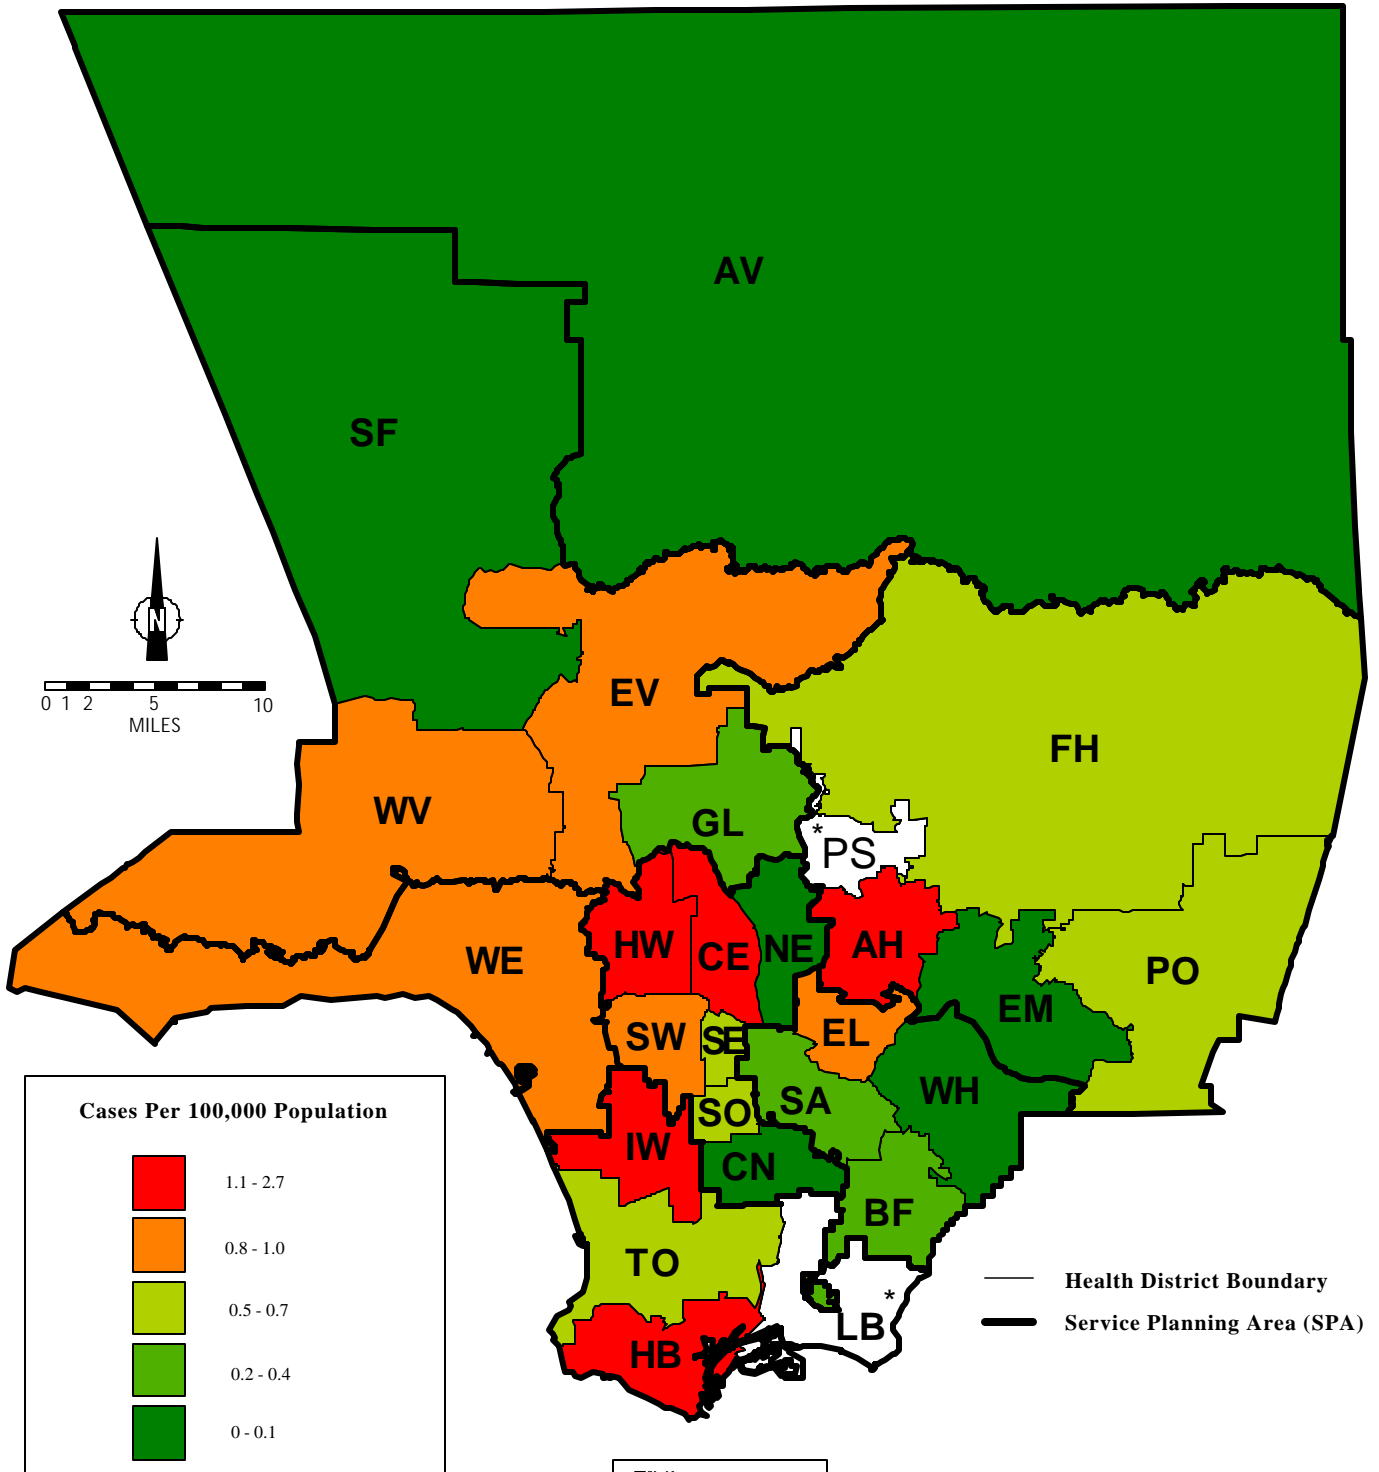 AV
SF
N
0 1 2 5 10
MILES
EV
FH
WV
GL
*
PS
HW
CE
NE
AH
WE
PO
EM
SW
SE
EL
WH
SA
SO
IW
CN
BF
TO
*
LB
HB
Cases Per 100,000 Population
1.1 - 2.7
0.8 - 1.0
0.5 - 0.7
0.2 - 0.4
0 - 0.1
Health District Boundary
Service Planning Area (SPA)